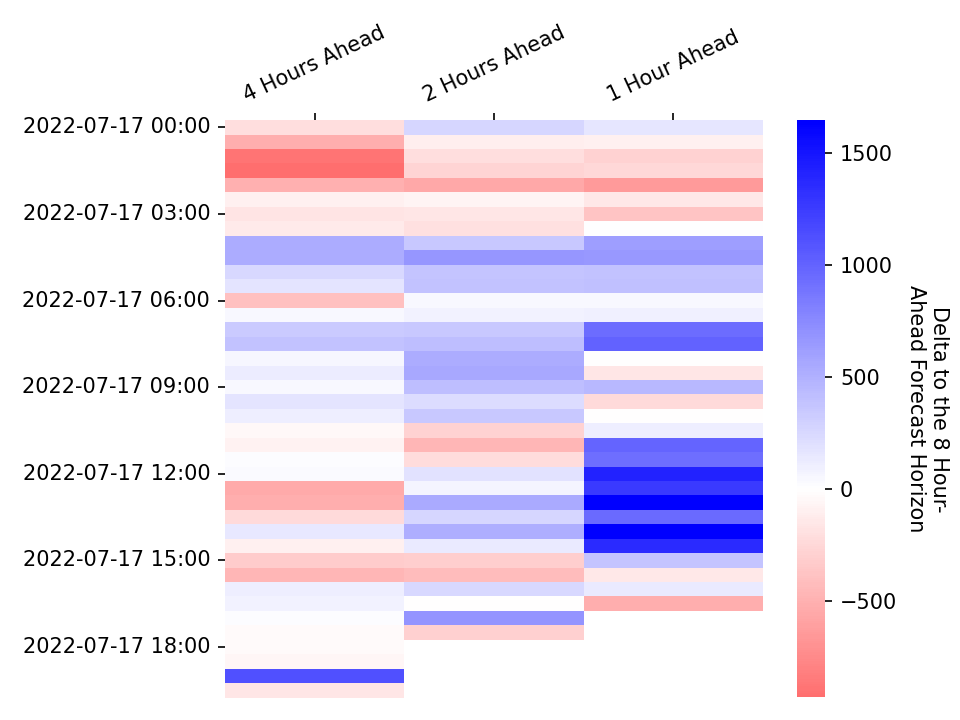 4 Hours Ahead
2 Hours Ahead
1 Hour Ahead
2022-07-17 00:00
2022-07-17 03:00
2022-07-17 06:00
2022-07-17 09:00
2022-07-17 12:00
2022-07-17 15:00
2022-07-17 18:00
1500
1000
500
0
−500
Delta to the 8 Hour-
Ahead Forecast Horizon